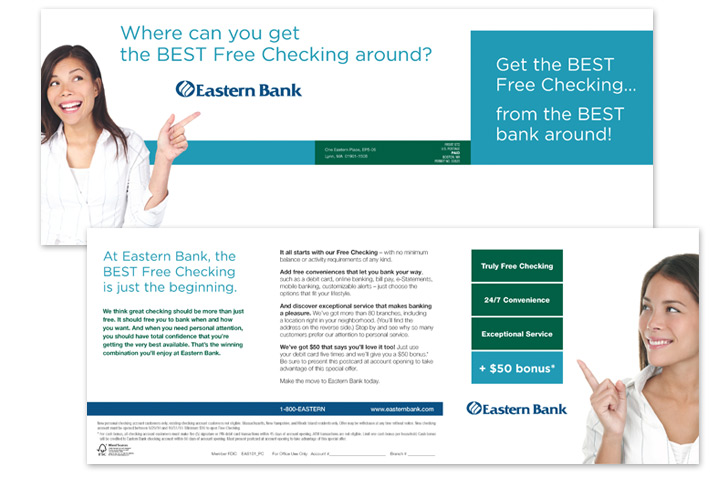 Where can you get
the BEST Free Checking around?
Eastern Bank
Get the BEST
Free Checking...
from the BEST
bank around!
One Eastern Plaza, EP5-05
Lynn, MA 01901-1508
PRSRT STD
U.S. POSTAGE
PAID
BOSTON, MA
At Eastern Bank, the
BEST Free Checking
is just the beginning.
We think great checking should be more than just
free. It should free you to bank when and how
you want. And when you need personal attention,
you should have total confidence that you're
getting the very best available. That's the winning
combination you'll enjoy at Eastern Bank.
It all starts with our Free Checking – with no minimum
balance or activity requirements of any kind.
Add free conveniences that let you bank your way,
such as a debit card, online banking, bill pay, e-Statements,
mobile banking, customizable alerts – just choose the
options that fit your lifestyle.
And discover exceptional service that makes banking
a pleasure. We've got more than 80 branches, including
a location right in your neighborhood. (You'll find the
address on the reverse side.) Stop by and see why so many
customers prefer our attention to personal service.
We've got $50 that says you'll love it too! Just use
your debit card five times and we'll give you a $50 bonus.*
Be sure to present this postcard at account opening to take
advantage of this special offer.
Make the move to Eastern Bank today.
Truly Free Checking
24/7 Convenience
Exceptional Service
+ $50 bonus*
Eastern Bank
1-800-EASTERN www.easternbank.com
Member FDIC EA0101_PC For Office Use Only Account # Branch #